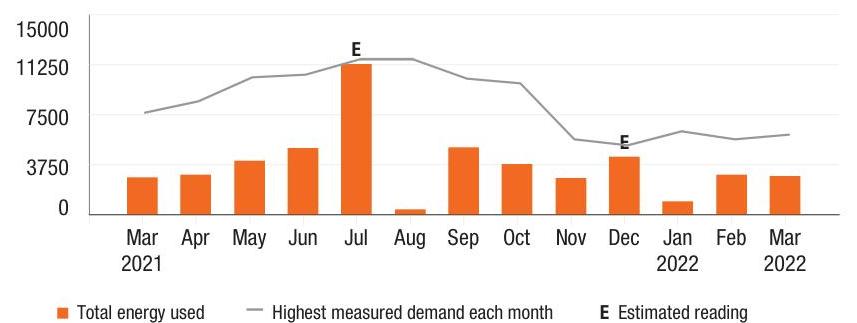 15000
11250
7500
3750
0
E
E
Mar Apr May Jun Jul Aug Sep Oct Nov Dec Jan Feb Mar
2021 2022 2022
Total energy used Highest measured demand each month E Estimated reading